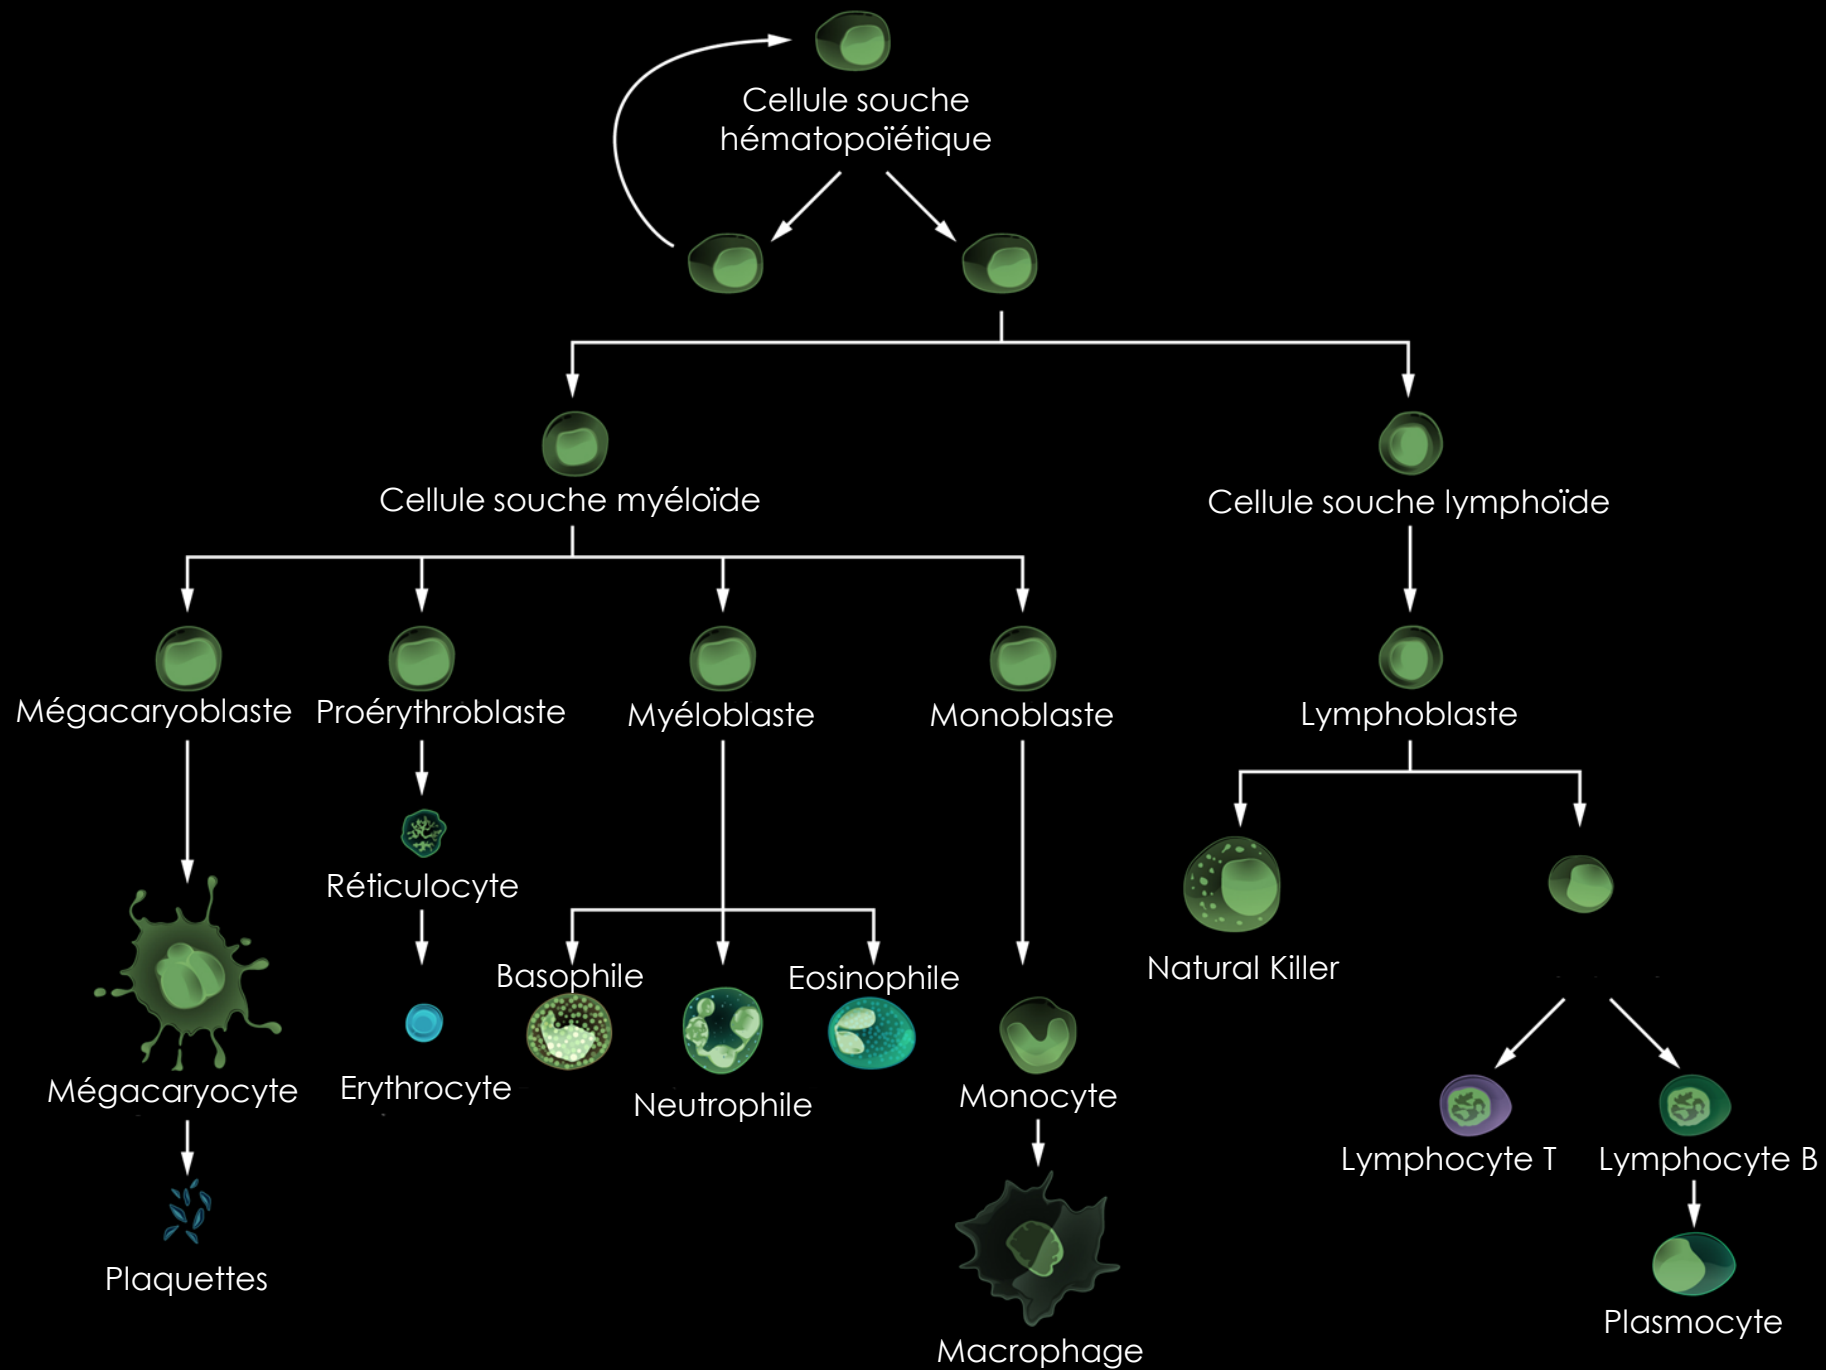 Cellule souche
hématopoïétique
Cellule souche myéloïde
Cellule souche lymphoïde
Mégacaryoblaste
Proérythroblaste
Myéloblaste
Monoblaste
Lymphoblaste
Réticulocyte
Basophile
Eosinophile
Natural Killer
Mégacaryocyte
Erythrocyte
Neutrophile
Monocyte
Lymphocyte T
Lymphocyte B
Plaquettes
Plasmocyte
Macrophage